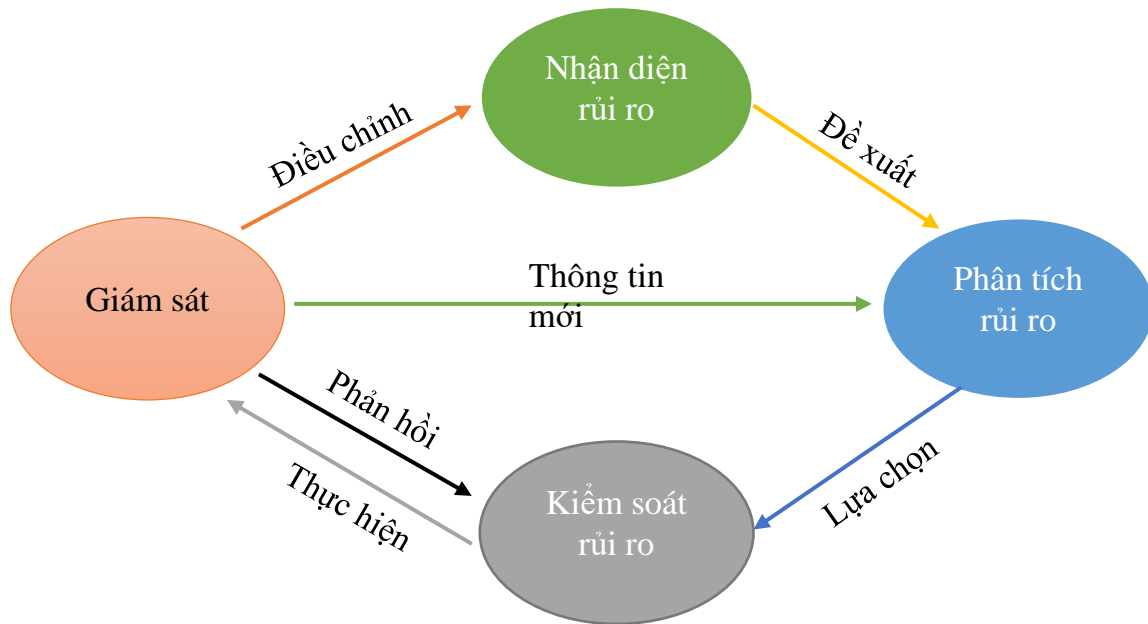 Nhận diện
rủi ro
Điều chỉnh
Đề xuất
Giám sát
Thông tin
mới
Phân tích
rủi ro
Phản hồi
Thực hiện
Kiểm soát
rủi ro
Lựa chọn